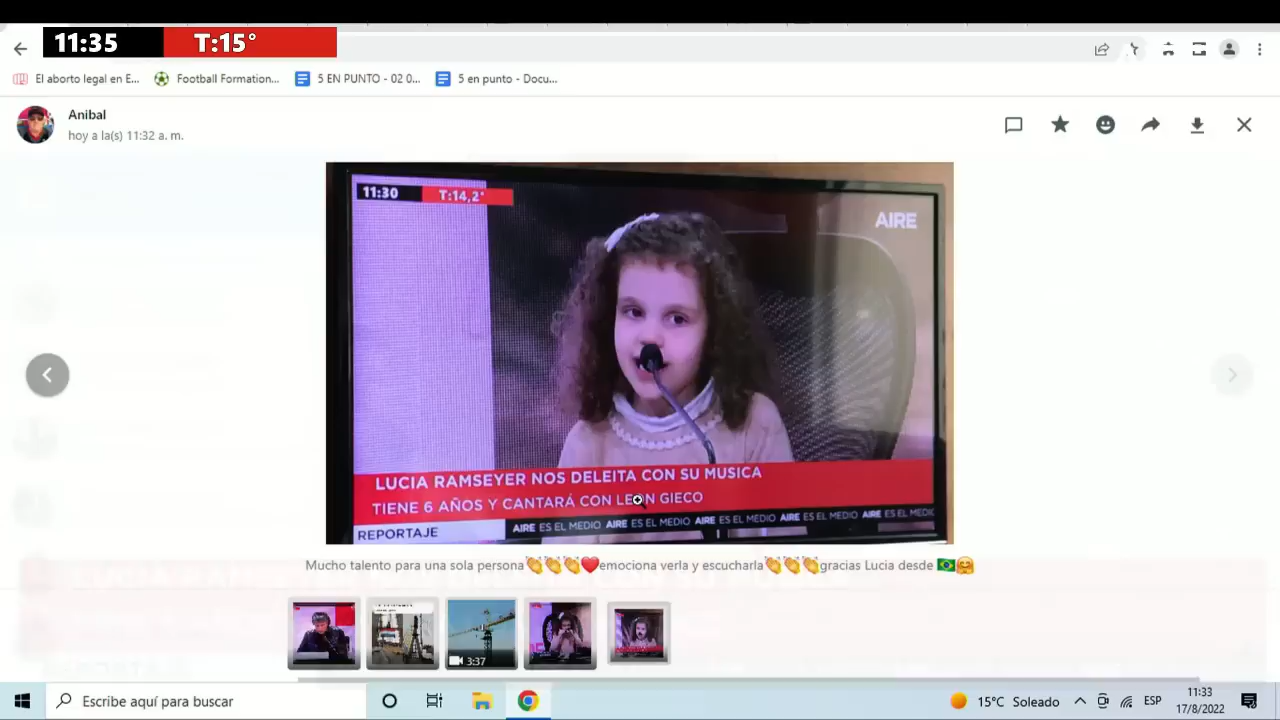 11:35 T:15°
El aborto legal en E... Football Formation... 5 EN PUNTO - 02 0... 5 en punto - Docu...
Aníbal
hoy a la(s) 11:32 a. m.
11:30 T:14,2°
AIRE
LUCIA RAMSEYER NOS DELEITA CON SU MUSICA
TIENE 6 AÑOS Y CANTARÁ CON LEON GIECO
REPORTAJE AIRE ES EL MEDIO AIRE ES EL MEDIO AIRE ES EL MEDIO AIRE ES EL MEDIO AIRE ES EL MEDIO
Mucho talento para una sola persona👏👏👏❤️emociona verla y escucharla👏👏👏gracias Lucia desde 🇧🇷🤗
3:37
Escribe aquí para buscar
15°C Soleado ESP
11:33
17/8/2022